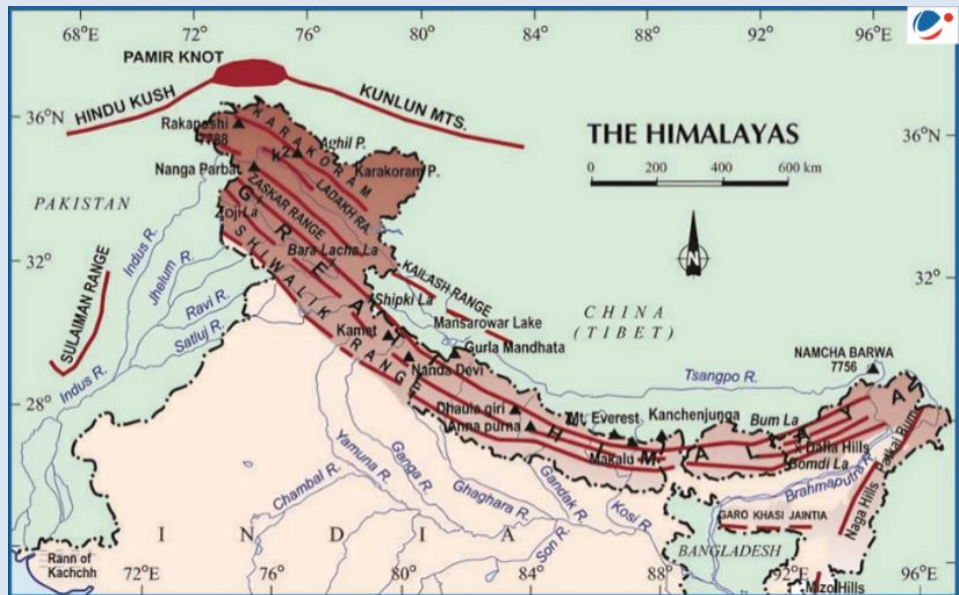 68°E
72°
76°
80°
84°
88°
92°
96°E
PAMIR KNOT
HINDU KUSH
KUNLUN MTS.
36°N
36°N
Rakaposhi
7788
KARAKORAM
Aghil P.
K2
THE HIMALAYAS
0 200 400 600 km
Nanga Parbat
Karakoram P.
LADAKH RA.
ZASKAR RANGE
PAKISTAN
Zoji La
GREAT HIMALAYA
SHIWALIK RANGE
Bara Lacha La
N
Indus R.
Jhelum R.
32°
32°
KAILASH RANGE
Shipki La
CHINA
(TIBET)
Ravi R.
Satluj R.
SULAIMAN RANGE
Mansarowar Lake
Kamet
Gurla Mandhata
Nanda Devi
NAMCHA BARWA
7756
Tsangpo R.
Indus R.
28°
28°
Dhaula giri
Anna purna
Mt. Everest
Kanchenjunga
Makalu
Bum La
Dafla Hills
Bomdi La
Patkai Bum
Brahmaputra R.
Naga Hills
Yamuna R.
Ganga R.
Chambal R.
Ghaghara R.
Gandak R.
Kosi R.
Son R.
GARO KHASI JAINTIA
INDIA
BANGLADESH
Rann of
Kachchh
72°E
76°
80°
84°
88°
92°E
96°E
Mizo Hills